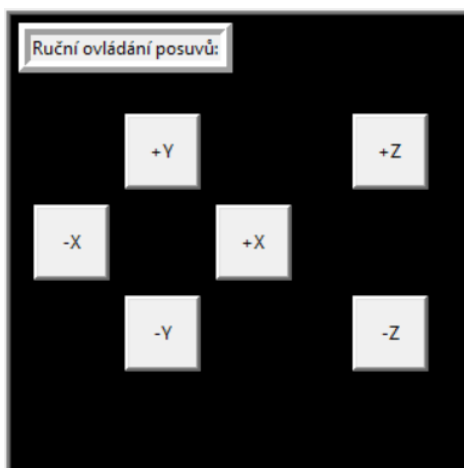 Ruční ovládání posuvů:
+Y
+Z
-X
+X
-Y
-Z